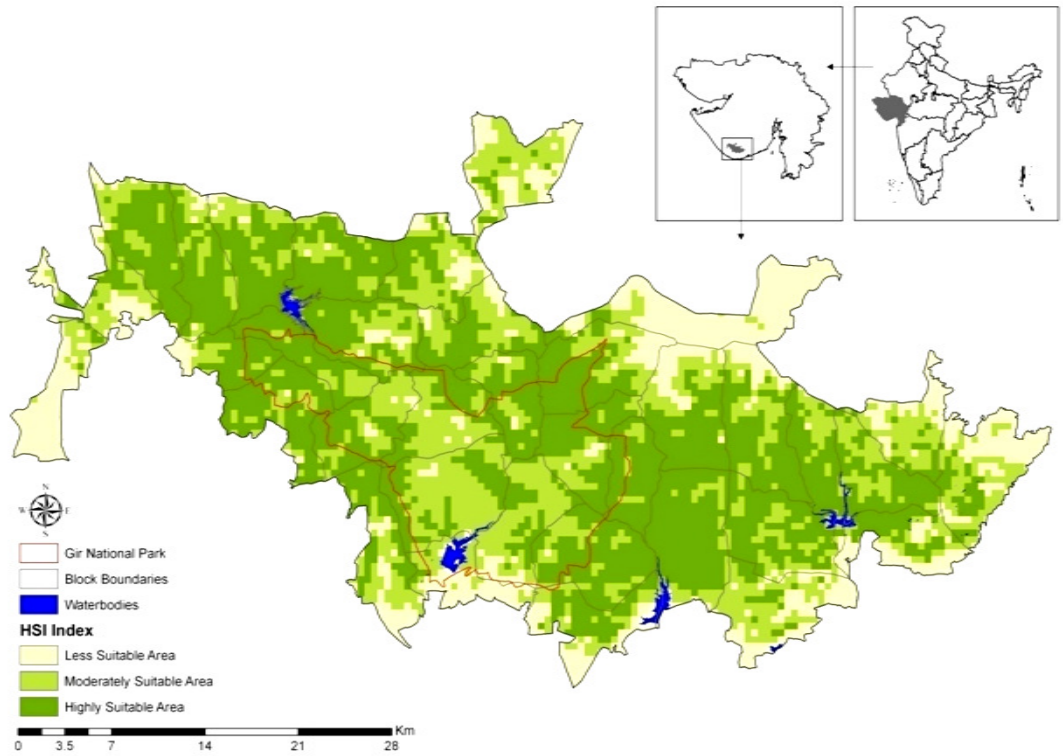 N
W E
S
Gir National Park
Block Boundaries
Waterbodies
HSI Index
Less Suitable Area
Moderately Suitable Area
Highly Suitable Area
Km
0 3.5 7 14 21 28